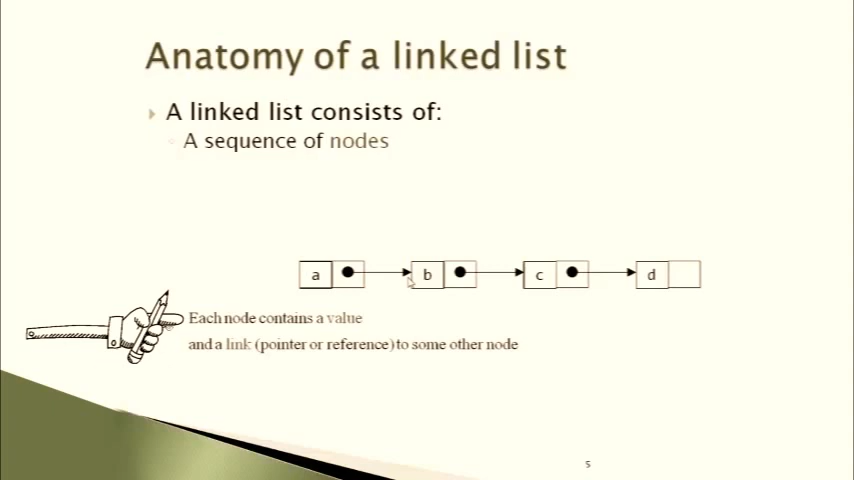 Anatomy of a linked list
A linked list consists of:
A sequence of nodes
a b c d
Each node contains a value
and a link (pointer or reference) to some other node
5